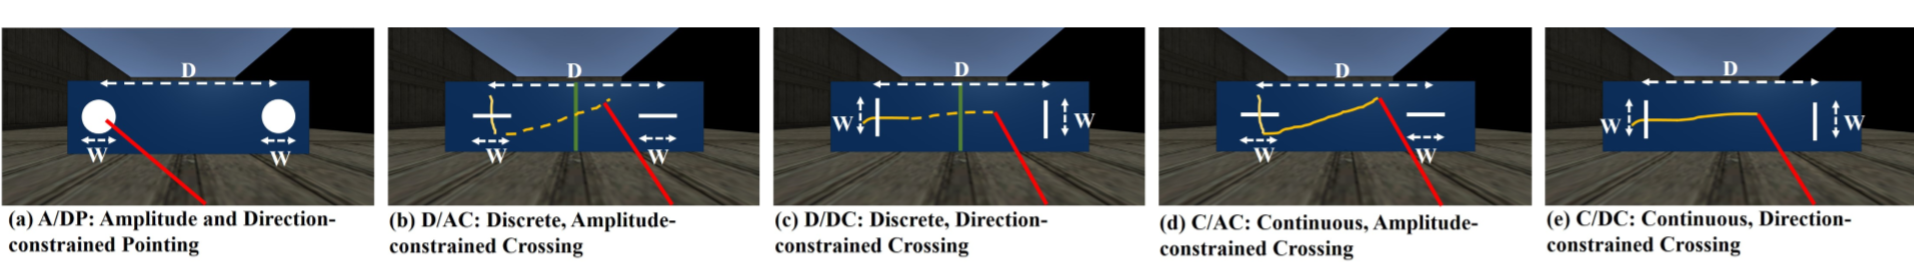 D
W
W
(a) A/DP: Amplitude and Direction-
constrained Pointing
D
W
W
(b) D/AC: Discrete, Amplitude-
constrained Crossing
D
W
W
(c) D/DC: Discrete, Direction-
constrained Crossing
D
W
W
(d) C/AC: Continuous, Amplitude-
constrained Crossing
D
W
W
(e) C/DC: Continuous, Direction-
constrained Crossing